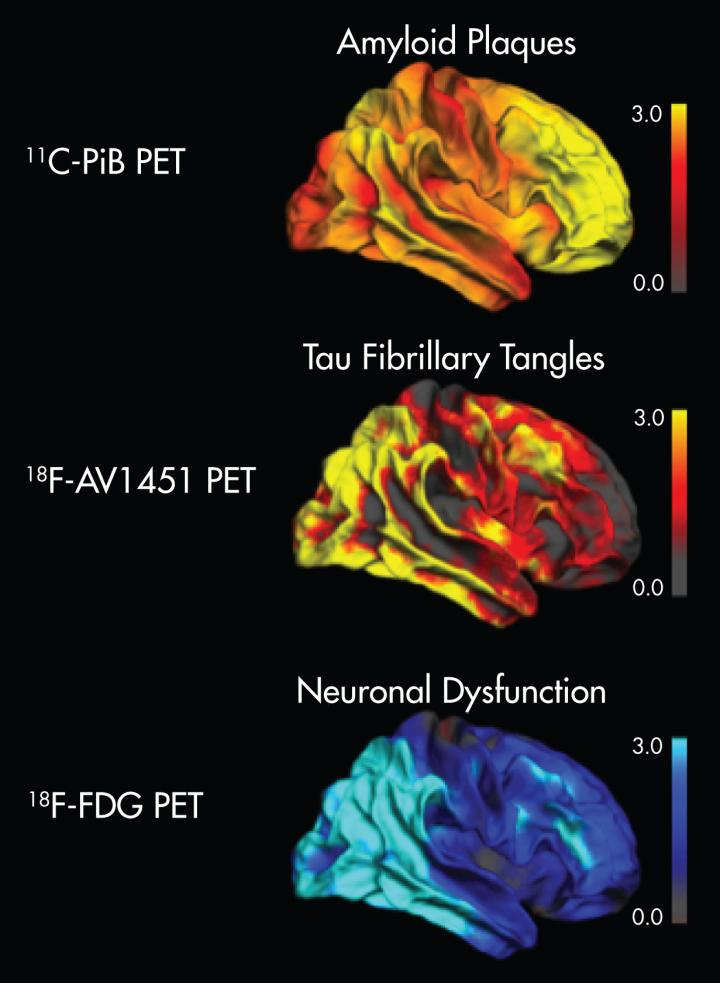 Amyloid Plaques
¹¹C-PiB PET
3.0
0.0
Tau Fibrillary Tangles
¹⁸F-AV1451 PET
3.0
0.0
Neuronal Dysfunction
¹⁸F-FDG PET
3.0
0.0